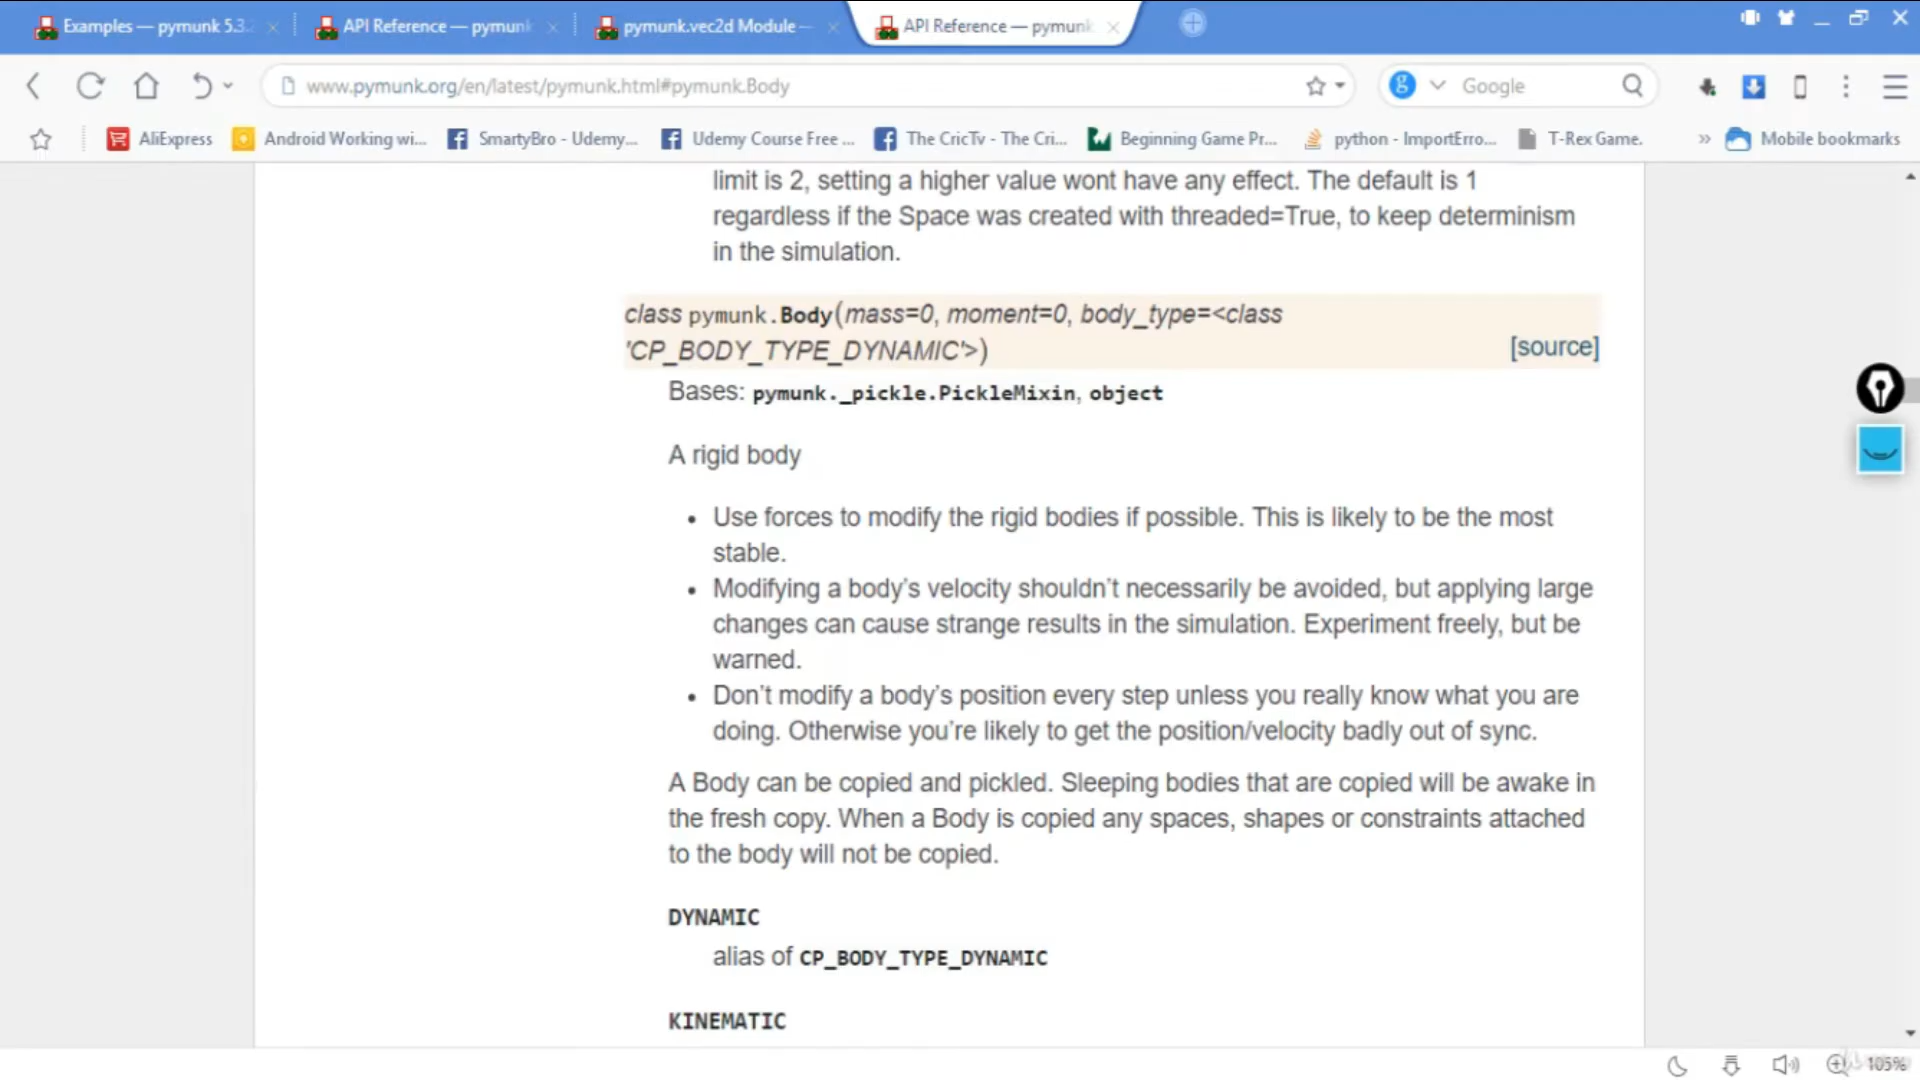 Examples — pymunk 5.3.2
API Reference — pymunk
pymunk.vec2d Module —
API Reference — pymunk
www.pymunk.org/en/latest/pymunk.html#pymunk.Body
Google
AliExpress
Android Working wi...
SmartyBro - Udemy...
Udemy Course Free ...
The CricTv - The Cri...
Beginning Game Pr...
python - ImportErro...
T-Rex Game.
»
Mobile bookmarks
limit is 2, setting a higher value wont have any effect. The default is 1
regardless if the Space was created with threaded=True, to keep determinism
in the simulation.
class pymunk.Body(mass=0, moment=0, body_type=<class
'CP_BODY_TYPE_DYNAMIC'>)
[source]
Bases: pymunk._pickle.PickleMixin, object
A rigid body
• Use forces to modify the rigid bodies if possible. This is likely to be the most
stable.
• Modifying a body’s velocity shouldn’t necessarily be avoided, but applying large
changes can cause strange results in the simulation. Experiment freely, but be
warned.
• Don’t modify a body’s position every step unless you really know what you are
doing. Otherwise you’re likely to get the position/velocity badly out of sync.
A Body can be copied and pickled. Sleeping bodies that are copied will be awake in
the fresh copy. When a Body is copied any spaces, shapes or constraints attached
to the body will not be copied.
DYNAMIC
alias of CP_BODY_TYPE_DYNAMIC
KINEMATIC
105%